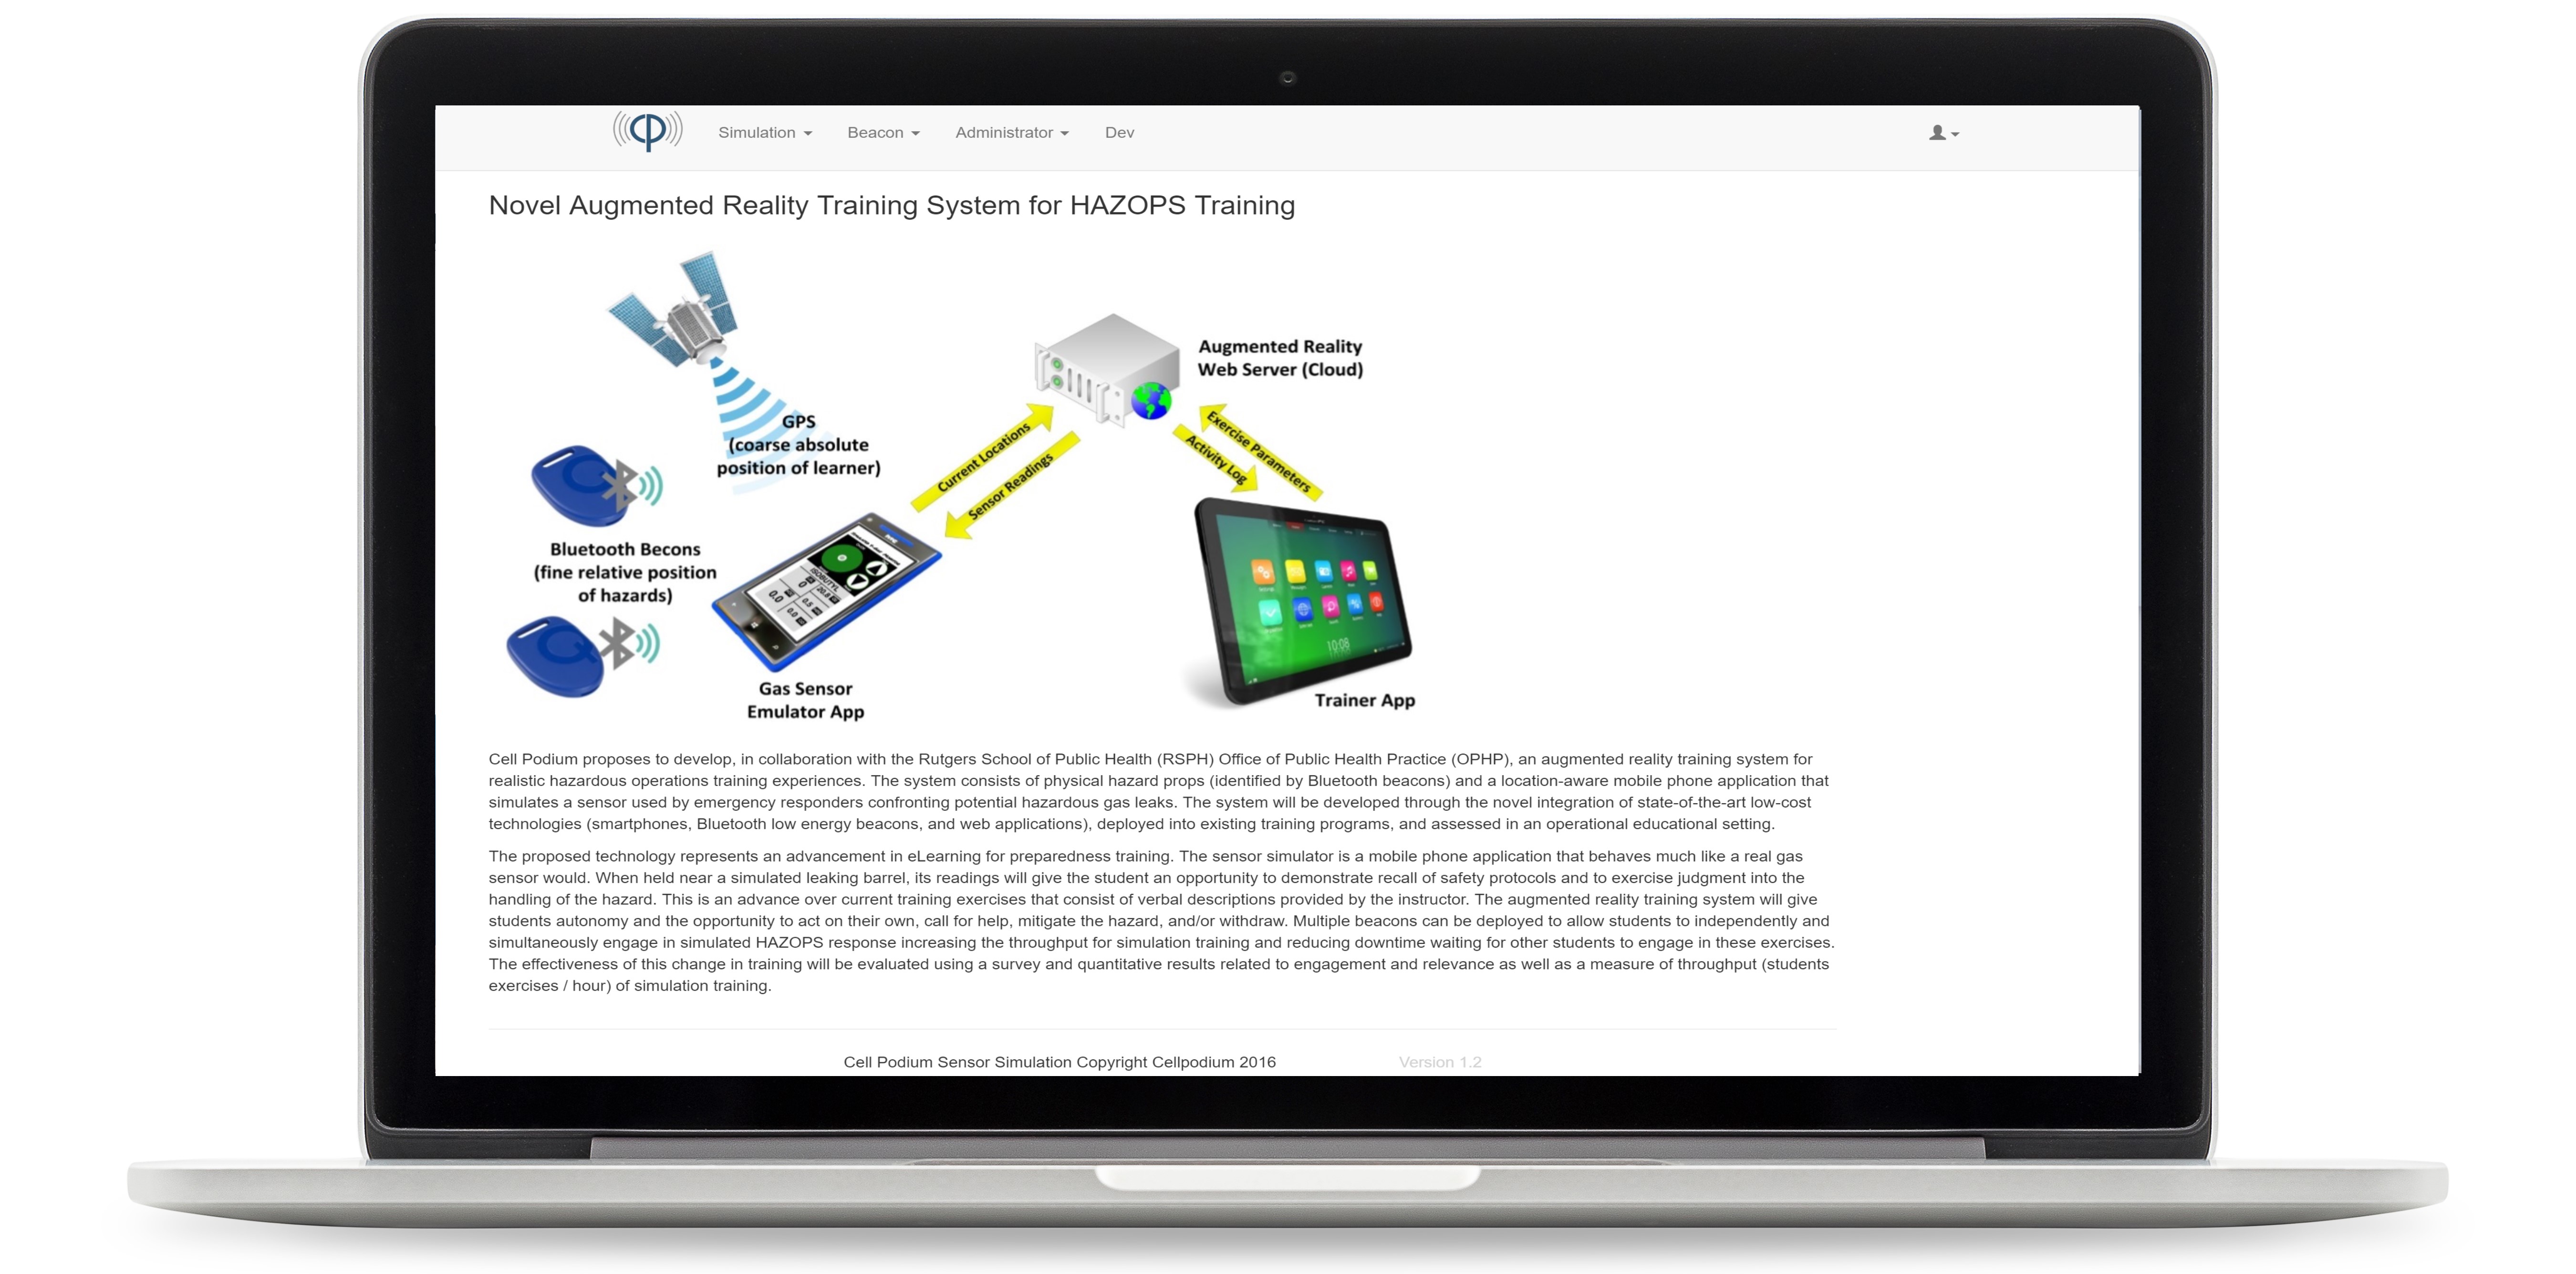 Simulation
Beacon
Administrator
Dev
Novel Augmented Reality Training System for HAZOPS Training
Augmented Reality
Web Server (Cloud)
GPS
(coarse absolute
position of learner)
Current Locations
Sensor Readings
Exercise Parameters
Activity Log
Bluetooth Becons
(fine relative position
of hazards)
ISOBUTYL
0
20.8
0.0
0.5
0.0
10:08
Gas Sensor
Emulator App
Trainer App
Cell Podium proposes to develop, in collaboration with the Rutgers School of Public Health (RSPH) Office of Public Health Practice (OPHP), an augmented reality training system for
realistic hazardous operations training experiences. The system consists of physical hazard props (identified by Bluetooth beacons) and a location-aware mobile phone application that
simulates a sensor used by emergency responders confronting potential hazardous gas leaks. The system will be developed through the novel integration of state-of-the-art low-cost
technologies (smartphones, Bluetooth low energy beacons, and web applications), deployed into existing training programs, and assessed in an operational educational setting.
The proposed technology represents an advancement in eLearning for preparedness training. The sensor simulator is a mobile phone application that behaves much like a real gas
sensor would. When held near a simulated leaking barrel, its readings will give the student an opportunity to demonstrate recall of safety protocols and to exercise judgment into the
handling of the hazard. This is an advance over current training exercises that consist of verbal descriptions provided by the instructor. The augmented reality training system will give
students autonomy and the opportunity to act on their own, call for help, mitigate the hazard, and/or withdraw. Multiple beacons can be deployed to allow students to independently and
simultaneously engage in simulated HAZOPS response increasing the throughput for simulation training and reducing downtime waiting for other students to engage in these exercises.
The effectiveness of this change in training will be evaluated using a survey and quantitative results related to engagement and relevance as well as a measure of throughput (students
exercises / hour) of simulation training.
Cell Podium Sensor Simulation Copyright Cellpodium 2016
Version 1.2